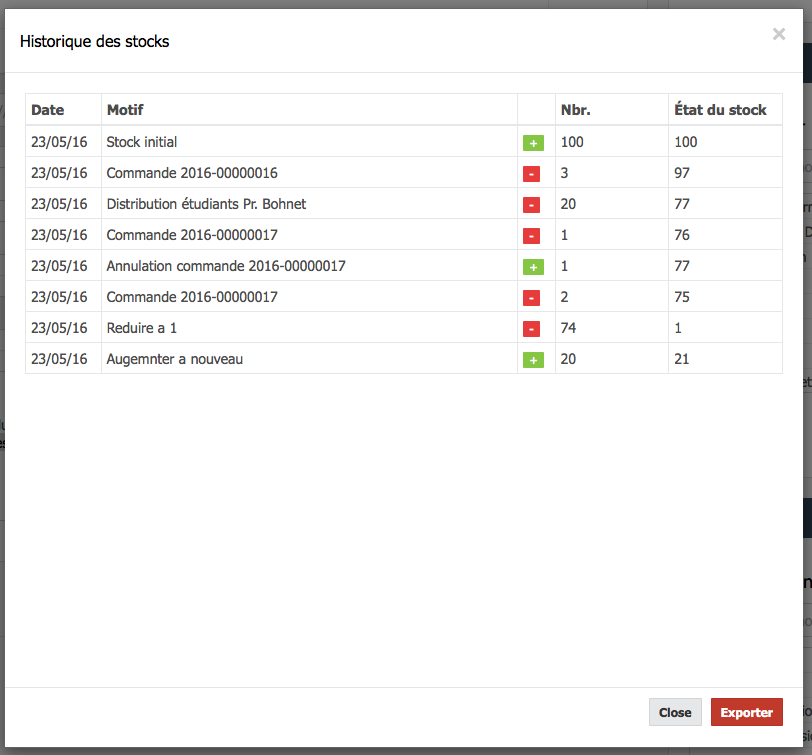 Historique des stocks ×
Date Motif Nbr. État du stock
23/05/16 Stock initial + 100 100
23/05/16 Commande 2016-00000016 - 3 97
23/05/16 Distribution étudiants Pr. Bohnet - 20 77
23/05/16 Commande 2016-00000017 - 1 76
23/05/16 Annulation commande 2016-00000017 + 1 77
23/05/16 Commande 2016-00000017 - 2 75
23/05/16 Reduire a 1 - 74 1
23/05/16 Augemnter a nouveau + 20 21
Close Exporter